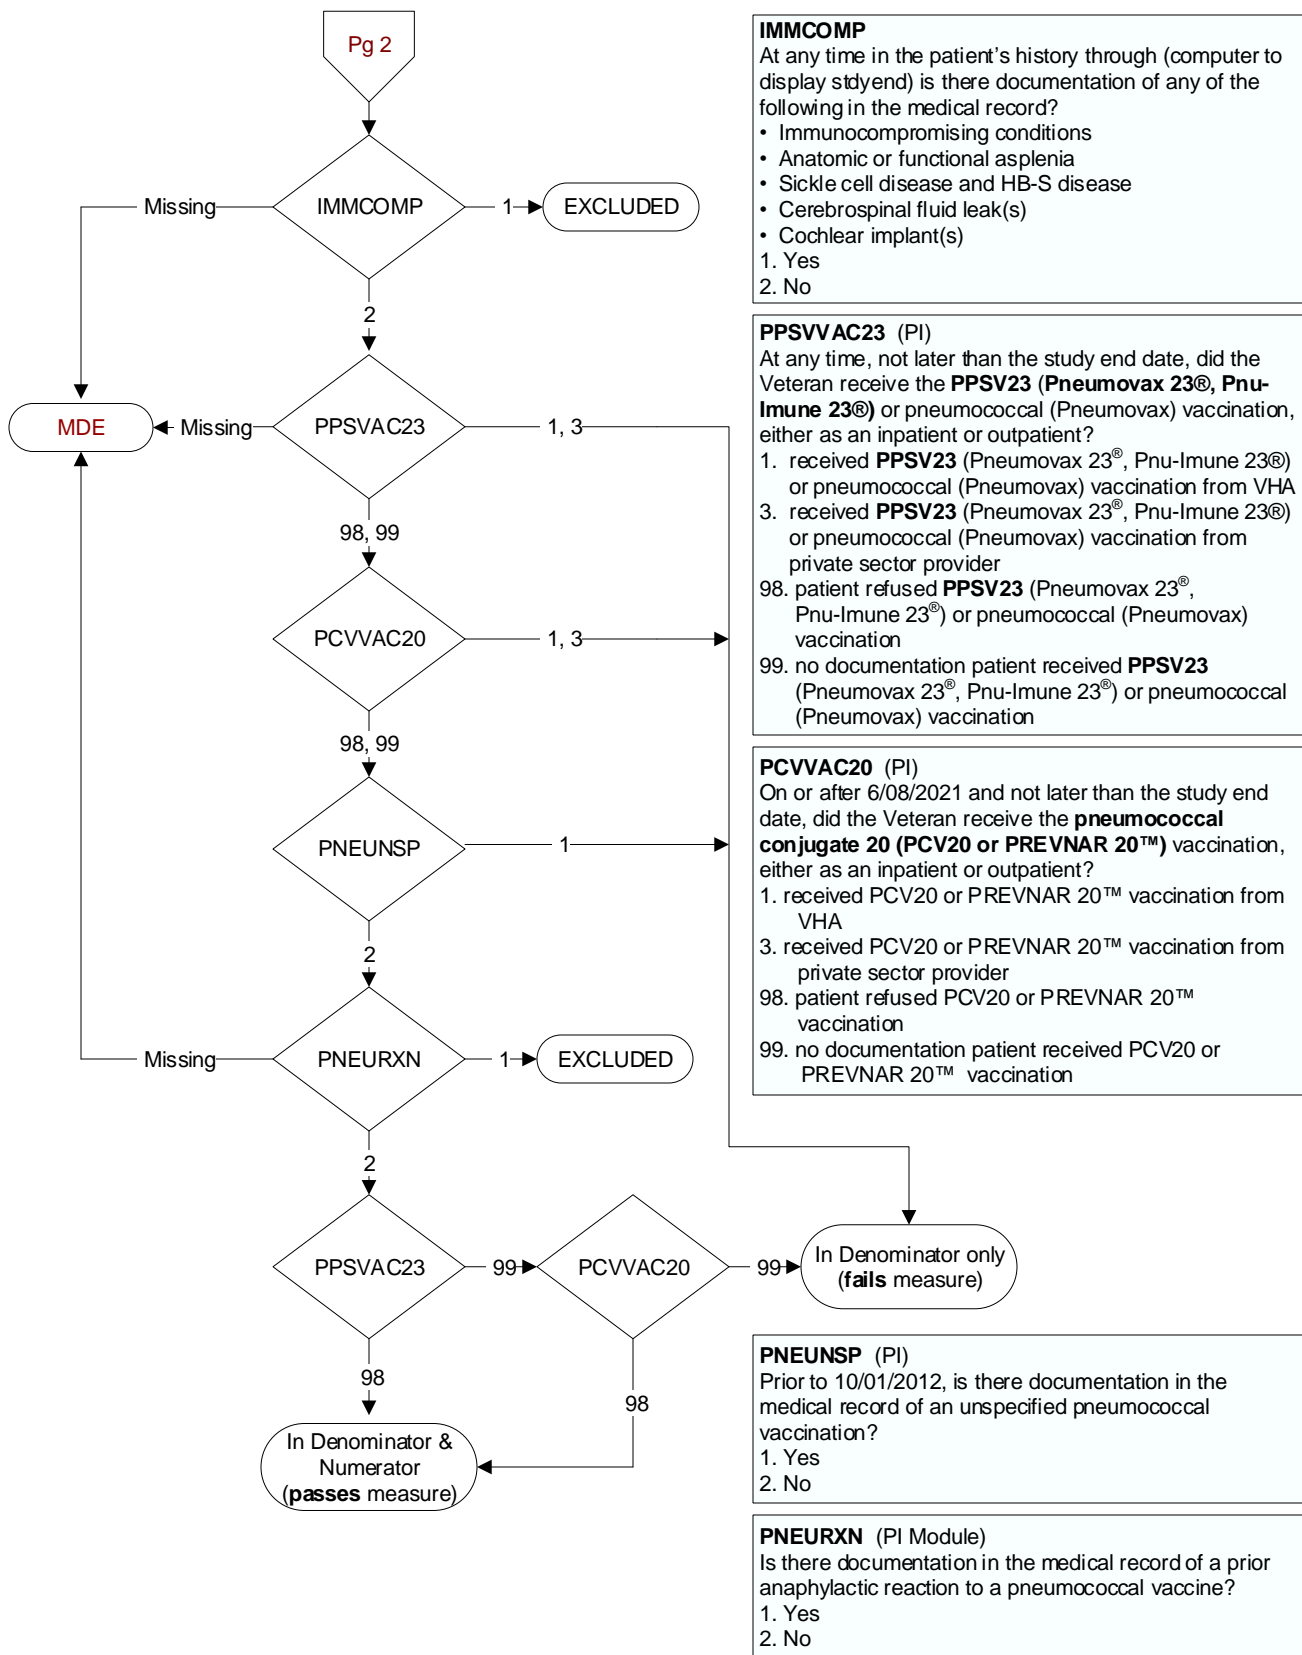 Pg 2
IMMCOMP
Missing
1
EXCLUDED
2
MDE
Missing
PPSVAC23
1, 3
98, 99
PCVVAC20
1, 3
98, 99
PNEUNSP
1
2
Missing
PNEURXN
1
EXCLUDED
2
PPSVAC23
99
PCVVAC20
99
In Denominator only
(fails measure)
98
98
In Denominator &
Numerator
(passes measure)
IMMCOMP
At any time in the patient's history through (computer to
display stdyend) is there documentation of any of the
following in the medical record?
• Immunocompromising conditions
• Anatomic or functional asplenia
• Sickle cell disease and HB-S disease
• Cerebrospinal fluid leak(s)
• Cochlear implant(s)
1. Yes
2. No
PPSVVAC23 (PI)
At any time, not later than the study end date, did the
Veteran receive the PPSV23 (Pneumovax 23®, Pnu-
Imune 23®) or pneumococcal (Pneumovax) vaccination,
either as an inpatient or outpatient?
1. received PPSV23 (Pneumovax 23®, Pnu-Imune 23®)
or pneumococcal (Pneumovax) vaccination from VHA
3. received PPSV23 (Pneumovax 23®, Pnu-Imune 23®)
or pneumococcal (Pneumovax) vaccination from
private sector provider
98. patient refused PPSV23 (Pneumovax 23®,
Pnu-Imune 23®) or pneumococcal (Pneumovax)
vaccination
99. no documentation patient received PPSV23
(Pneumovax 23®, Pnu-Imune 23®) or pneumococcal
(Pneumovax) vaccination
PCVVAC20 (PI)
On or after 6/08/2021 and not later than the study end
date, did the Veteran receive the pneumococcal
conjugate 20 (PCV20 or PREVNAR 20™) vaccination,
either as an inpatient or outpatient?
1. received PCV20 or PREVNAR 20™ vaccination from
VHA
3. received PCV20 or PREVNAR 20™ vaccination from
private sector provider
98. patient refused PCV20 or PREVNAR 20™
vaccination
99. no documentation patient received PCV20 or
PREVNAR 20™ vaccination
PNEUNSP (PI)
Prior to 10/01/2012, is there documentation in the
medical record of an unspecified pneumococcal
vaccination?
1. Yes
2. No
PNEURXN (PI Module)
Is there documentation in the medical record of a prior
anaphylactic reaction to a pneumococcal vaccine?
1. Yes
2. No